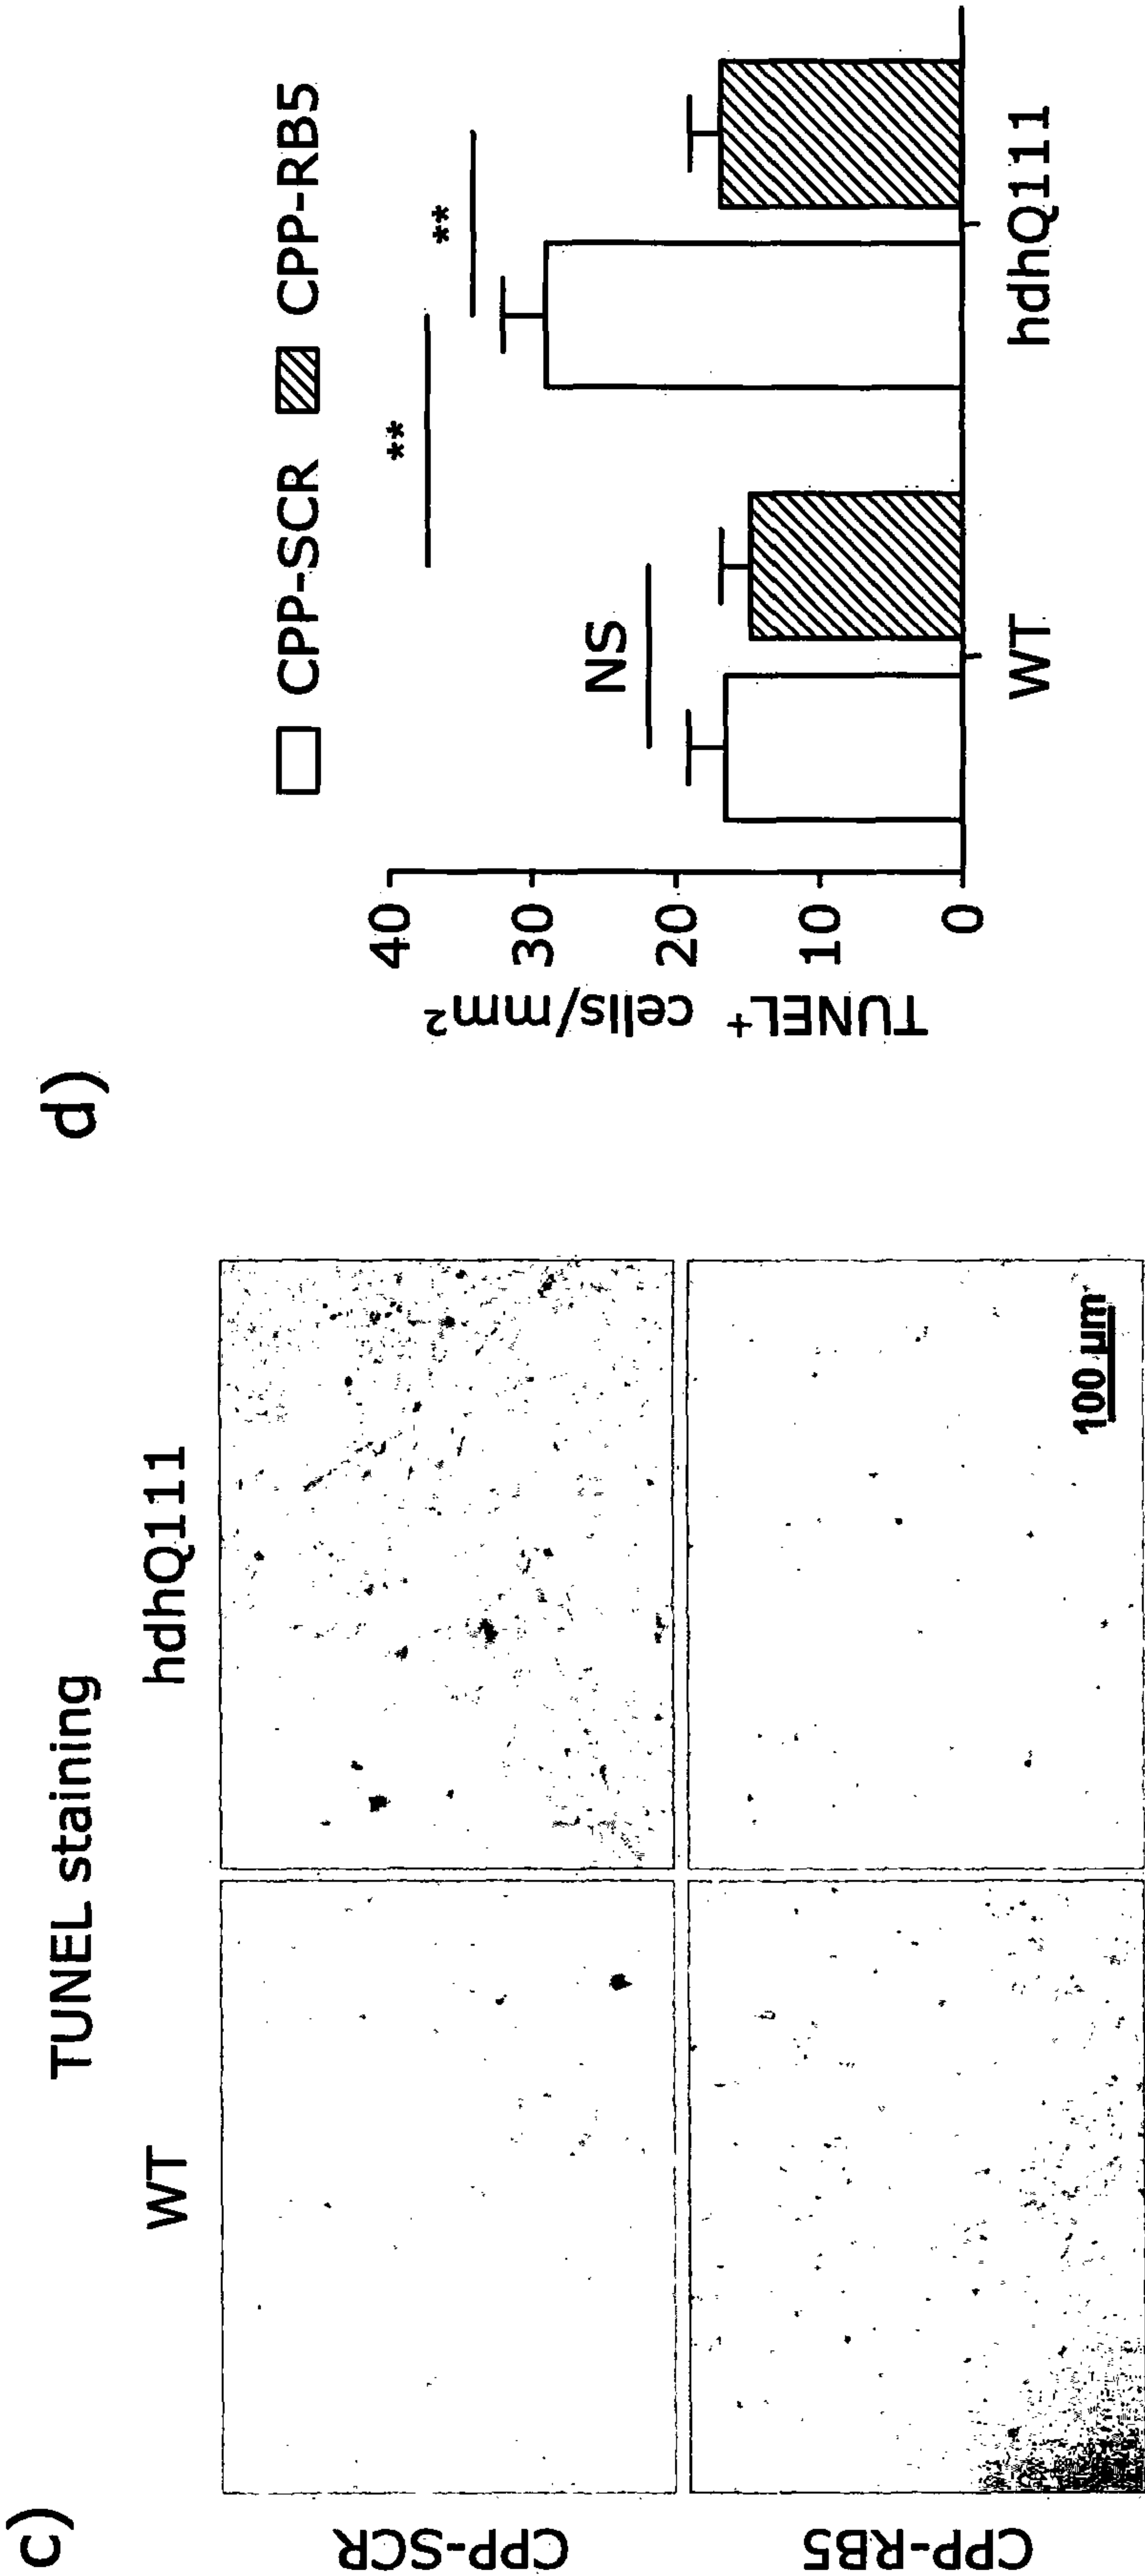 c)
TUNEL staining
WT hdhQ111
CPP-SCR
CPP-RB5
100 µm
d)
CPP-SCR CPP-RB5
TUNEL⁺ cells/mm²
40
30
20
10
0
NS
**
**
WT hdhQ111